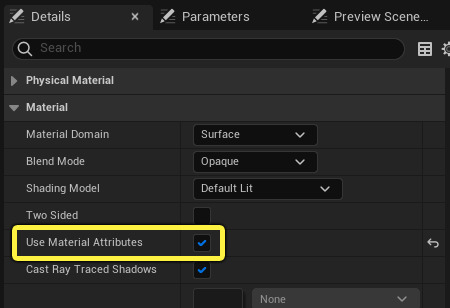 Details Parameters Preview Scene...
Search
Physical Material
Material
Material Domain Surface
Blend Mode Opaque
Shading Model Default Lit
Two Sided
Use Material Attributes
Cast Ray Traced Shadows
None